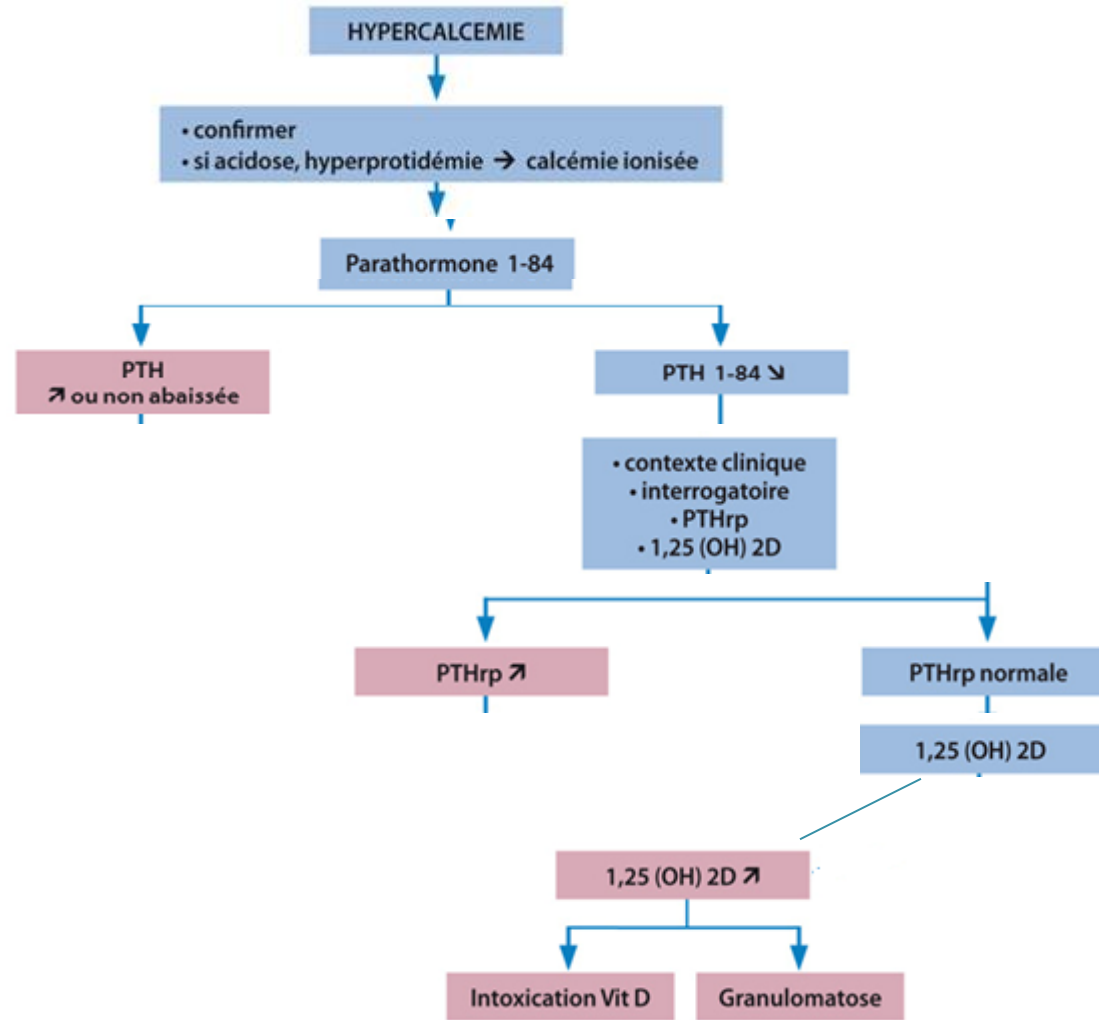 HYPERCALCEMIE
• confirmer
• si acidose, hyperprotidémie → calcémie ionisée
Parathormone 1-84
PTH
↗ ou non abaissée
PTH 1-84 ↘
• contexte clinique
• interrogatoire
• PTHrp
• 1,25 (OH) 2D
PTHrp ↗
PTHrp normale
1,25 (OH) 2D
1,25 (OH) 2D ↗
Intoxication Vit D
Granulomatose